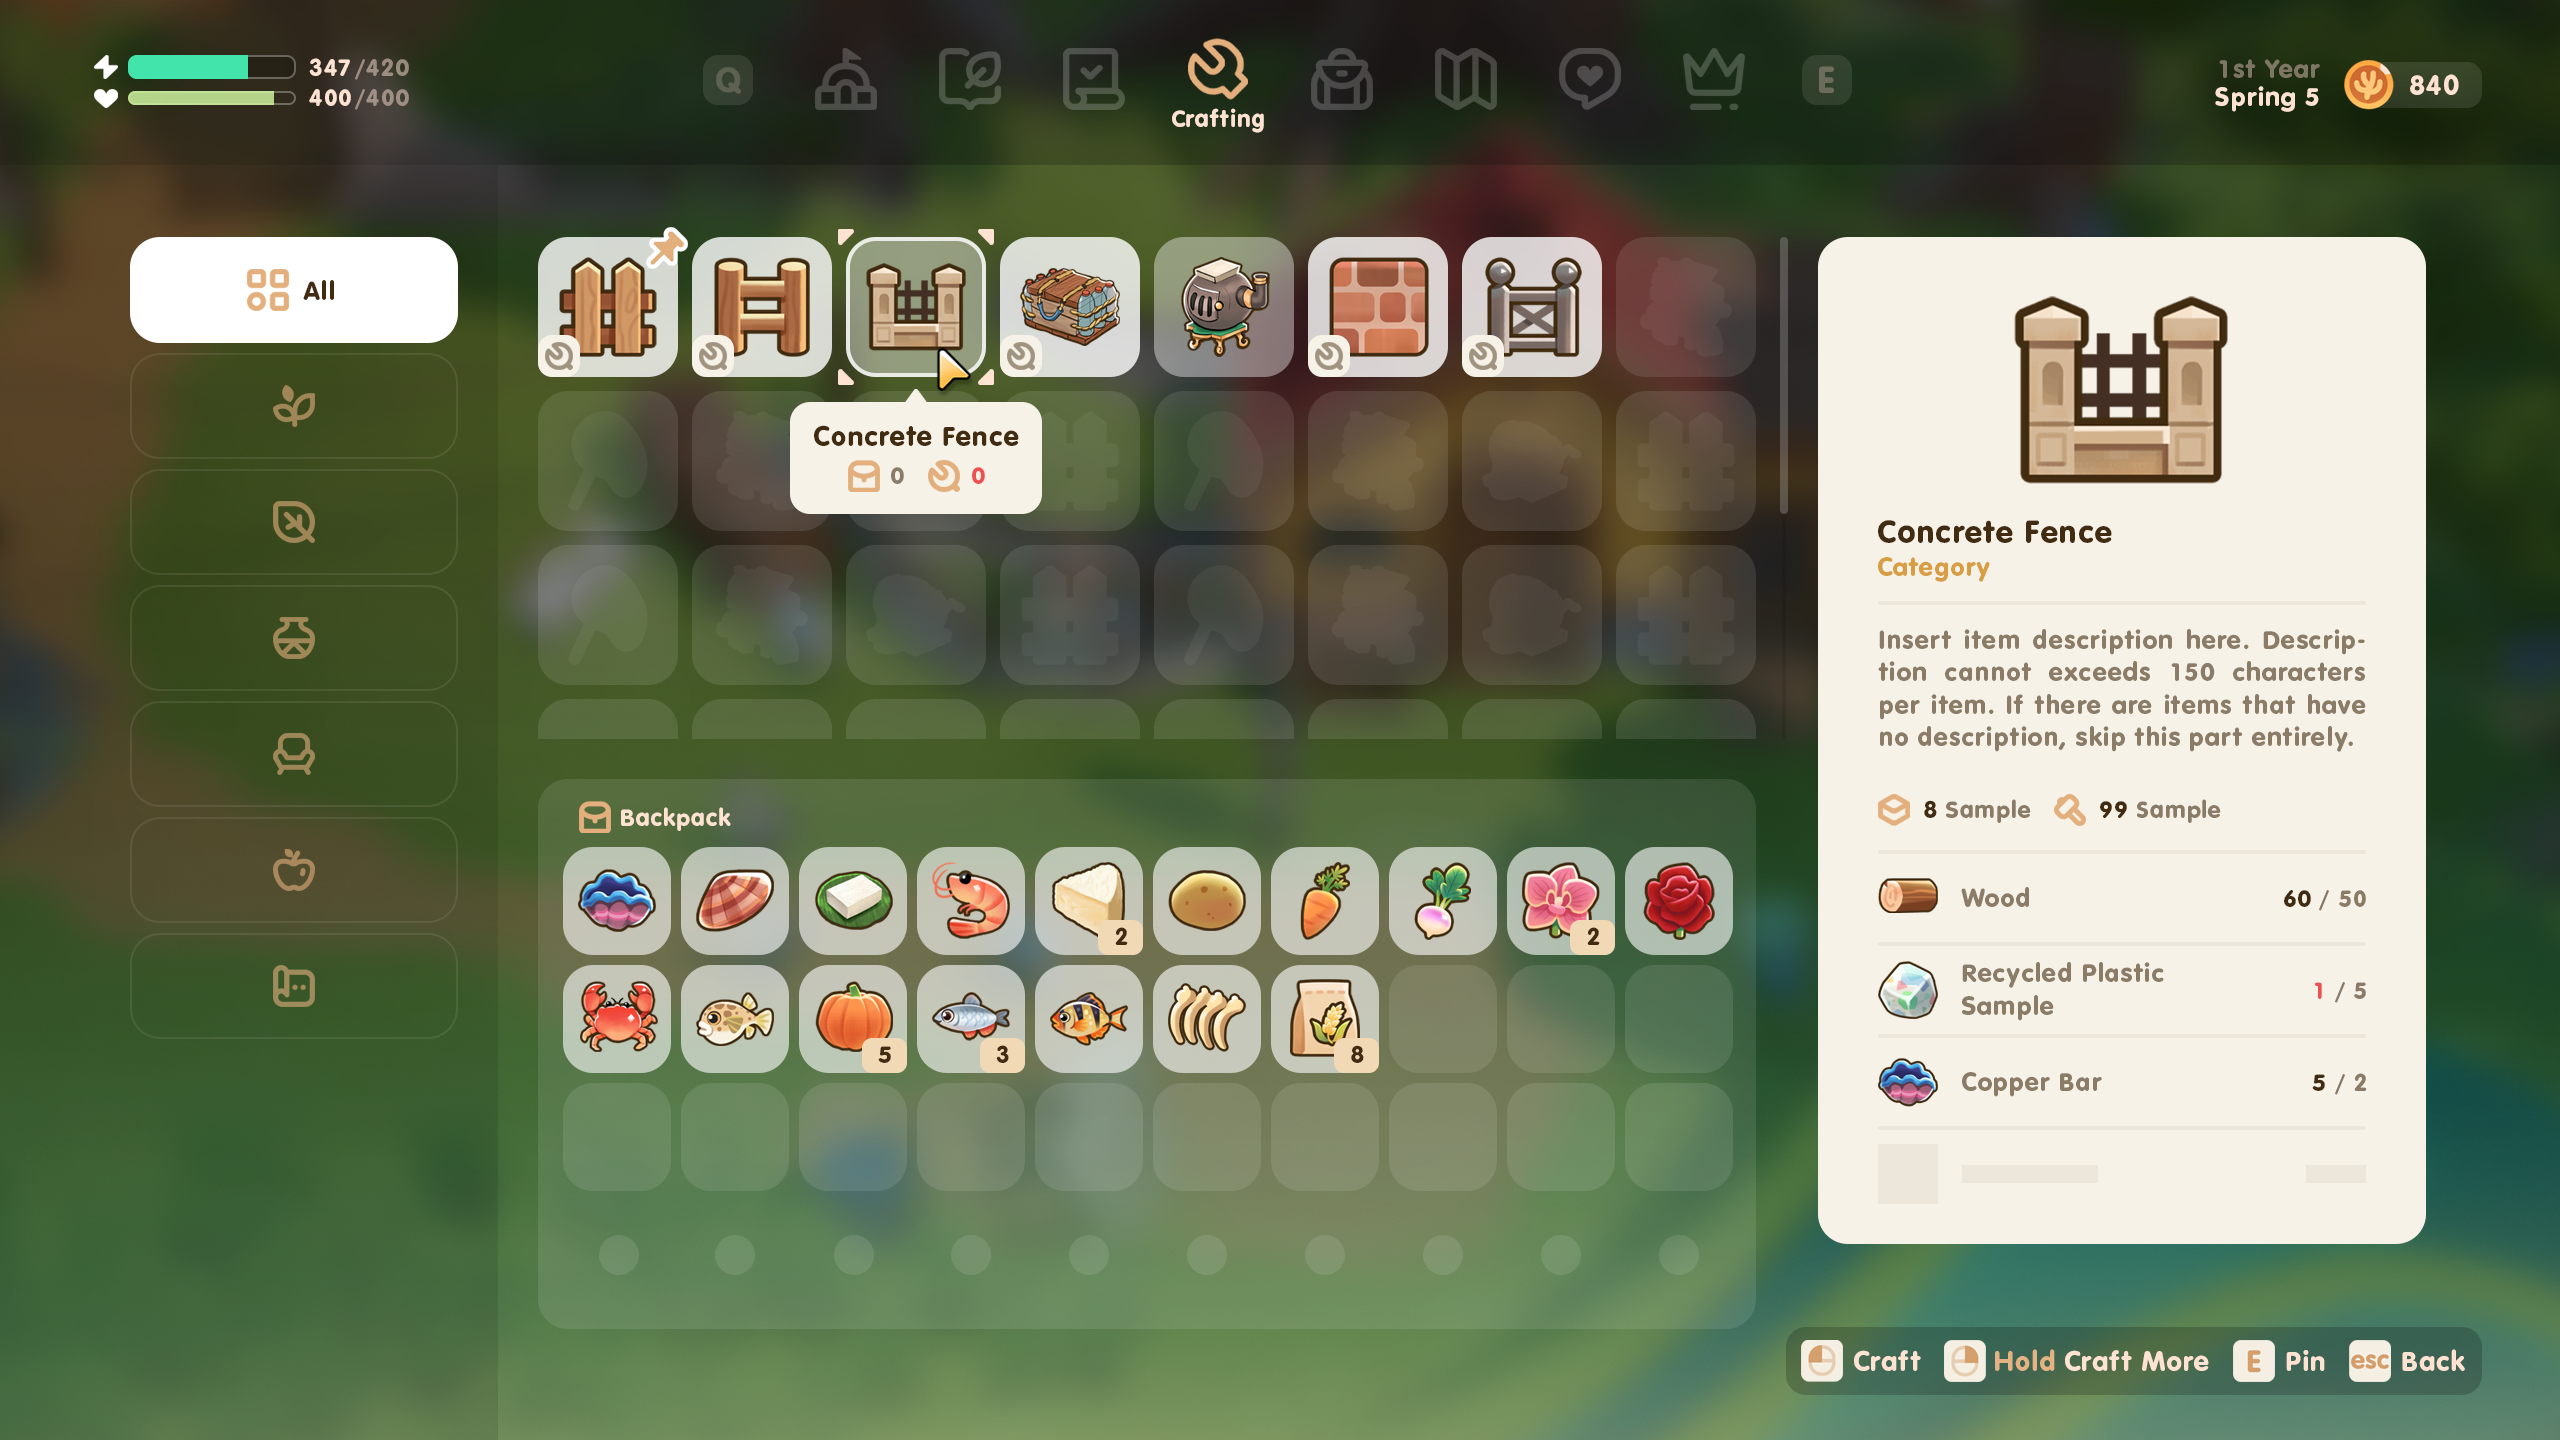 347/420
400/400
Q
Crafting
E
1st Year
Spring 5
840
All
Concrete Fence
0 0
Concrete Fence
Category
Insert item description here. Descrip-
tion cannot exceeds 150 characters
per item. If there are items that have
no description, skip this part entirely.
8 Sample 99 Sample
Wood 60 / 50
Recycled Plastic
Sample
1 / 5
Copper Bar 5 / 2
Backpack
2
2
5
3
8
Craft Hold Craft More E Pin esc Back